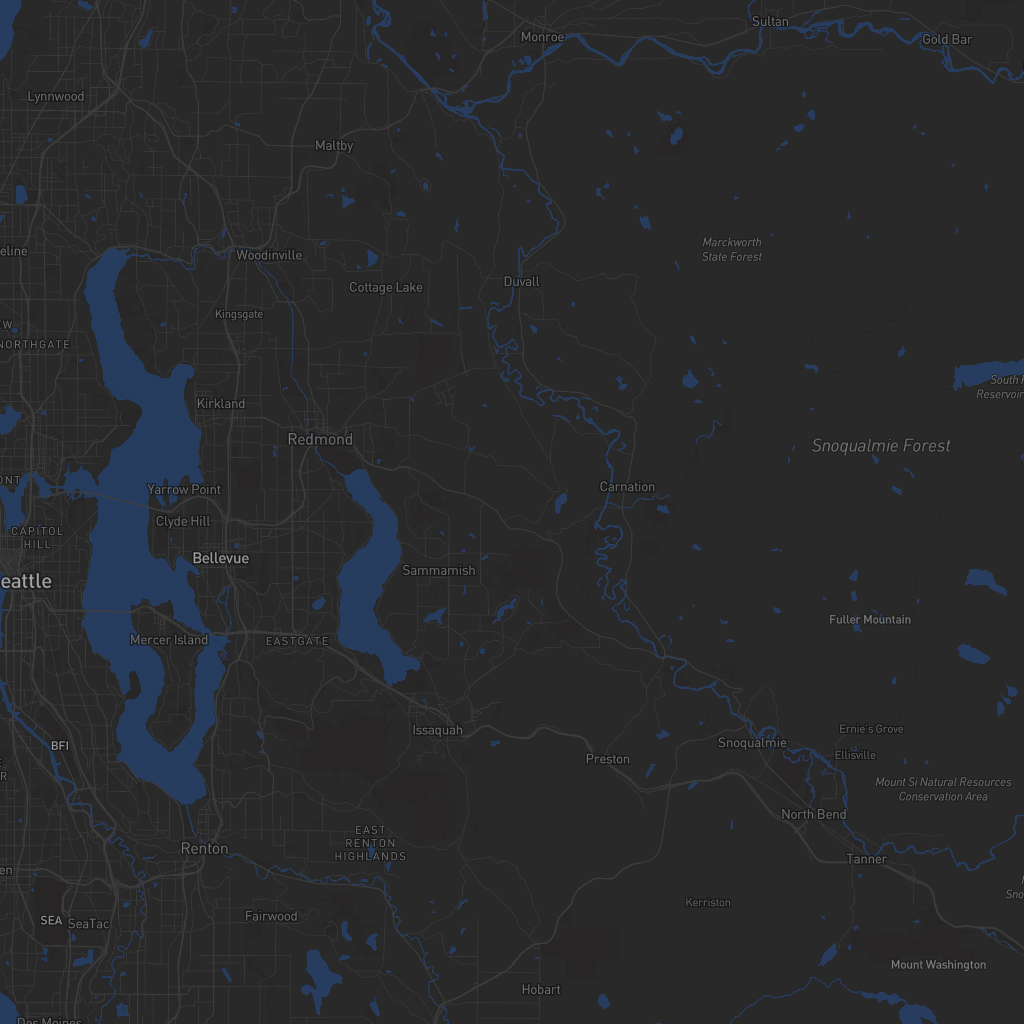 Sultan
Monroe
Gold Bar
Lynnwood
Maltby
Marckworth
State Forest
eline
Woodinville
Duvall
Cottage Lake
Kingsgate
NORTHGATE
South
Reservoir
Kirkland
Redmond
Snoqualmie Forest
ONT
Yarrow Point
Carnation
Clyde Hill
CAPITOL
HILL
Bellevue
Sammamish
eattle
Fuller Mountain
Mercer Island
EASTGATE
Issaquah
Ernie's Grove
BFI
Snoqualmie
Preston
Ellisville
Mount Si Natural Resources
Conservation Area
North Bend
EAST
RENTON
HIGHLANDS
Renton
Tanner
en
Kerriston
SEA
SeaTac
Fairwood
Mount Washington
Hobart
Des Moines